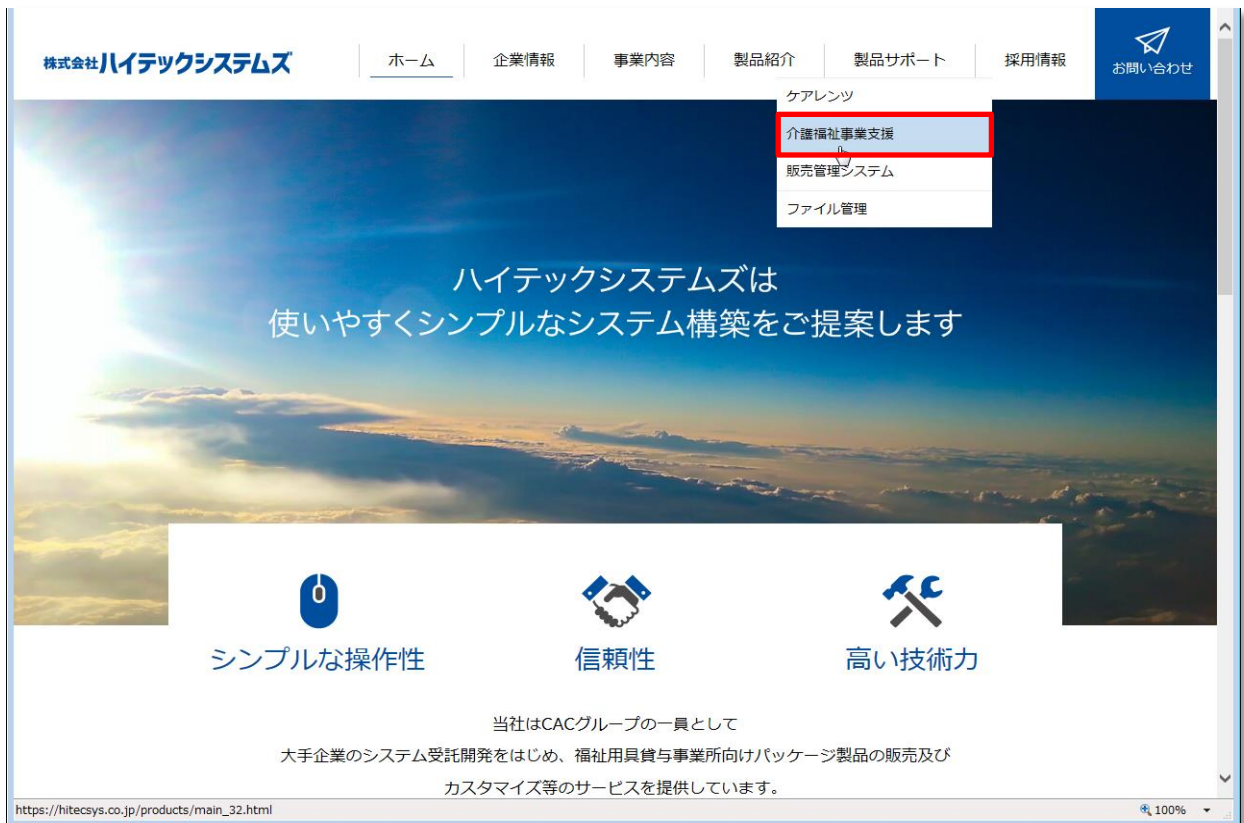 株式会社ハイテックシステムズ
ホーム
企業情報
事業内容
製品紹介
製品サポート
採用情報
お問い合わせ
ケアレンツ
介護福祉事業支援
販売管理システム
ファイル管理
ハイテックシステムズは
使いやすくシンプルなシステム構築をご提案します
シンプルな操作性
信頼性
高い技術力
当社はCACグループの一員として
大手企業のシステム受託開発をはじめ、福祉用具貸与事業所向けパッケージ製品の販売及び
カスタマイズ等のサービスを提供しています。
https://hitecsys.co.jp/products/main_32.html
100%